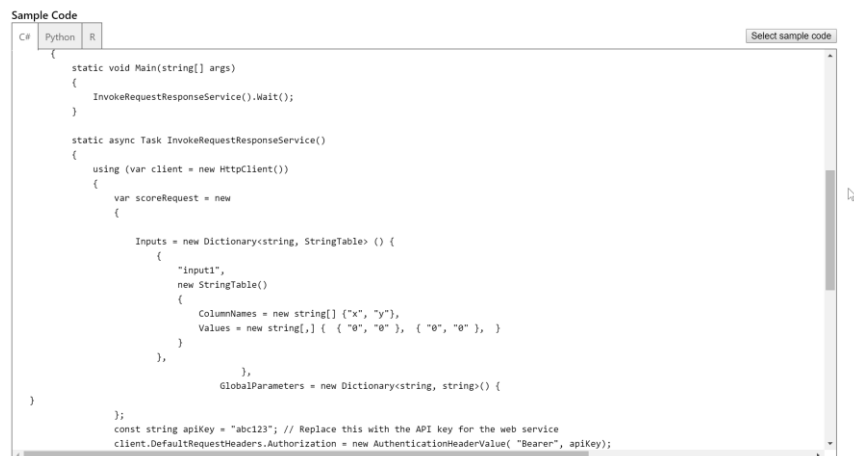 Sample Code
C# Python R Select sample code
{
static void Main(string[] args)
{
InvokeRequestResponseService().Wait();
}
static async Task InvokeRequestResponseService()
{
using (var client = new HttpClient())
{
var scoreRequest = new
{
Inputs = new Dictionary<string, StringTable> () {
{
"input1",
new StringTable()
{
ColumnNames = new string[] {"x", "y"},
Values = new string[,] {  { "0", "0" },  { "0", "0" },  }
}
},
},
GlobalParameters = new Dictionary<string, string>() {
}
};
const string apiKey = "abc123"; // Replace this with the API key for the web service
client.DefaultRequestHeaders.Authorization = new AuthenticationHeaderValue( "Bearer", apiKey);